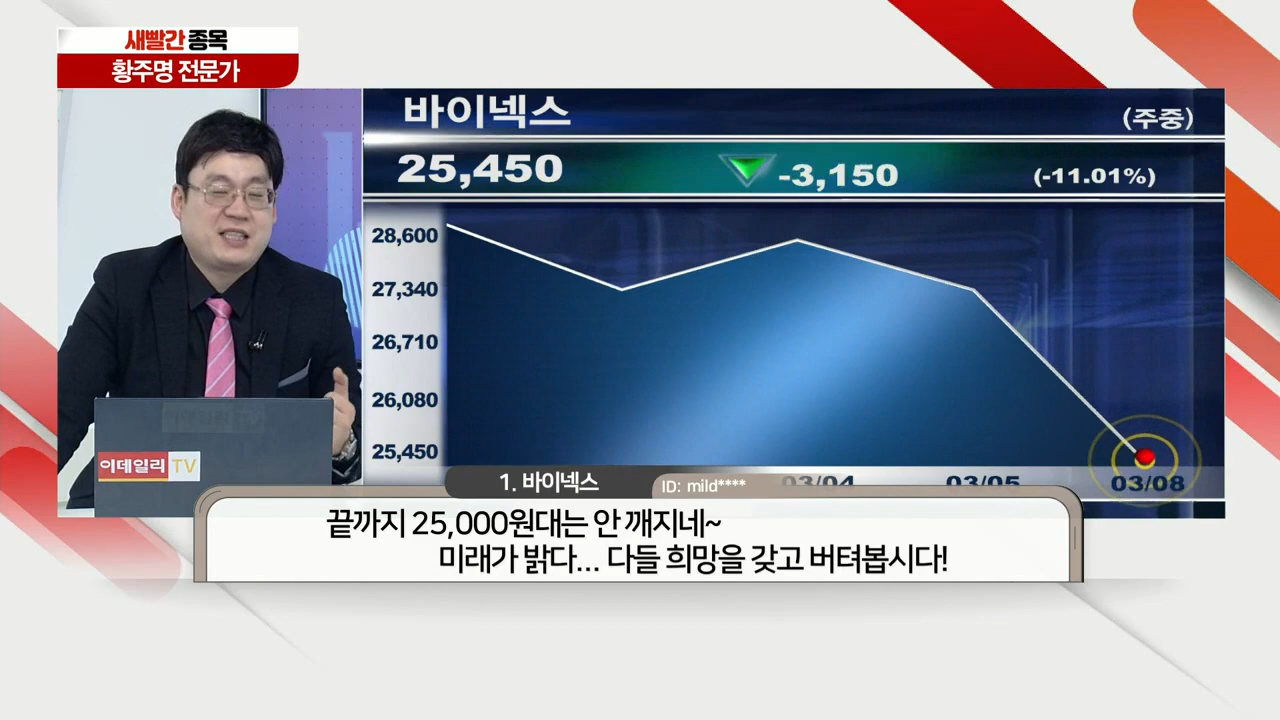 새빨간 종목
황주명 전문가
바이넥스
(주중)
25,450
-3,150
(-11.01%)
28,600
27,340
26,710
26,080
25,450
03/04
03/05
03/08
이데일리 TV
1. 바이넥스
ID: mild****
끝까지 25,000원대는 안 깨지네~
미래가 밝다... 다들 희망을 갖고 버텨봅시다!